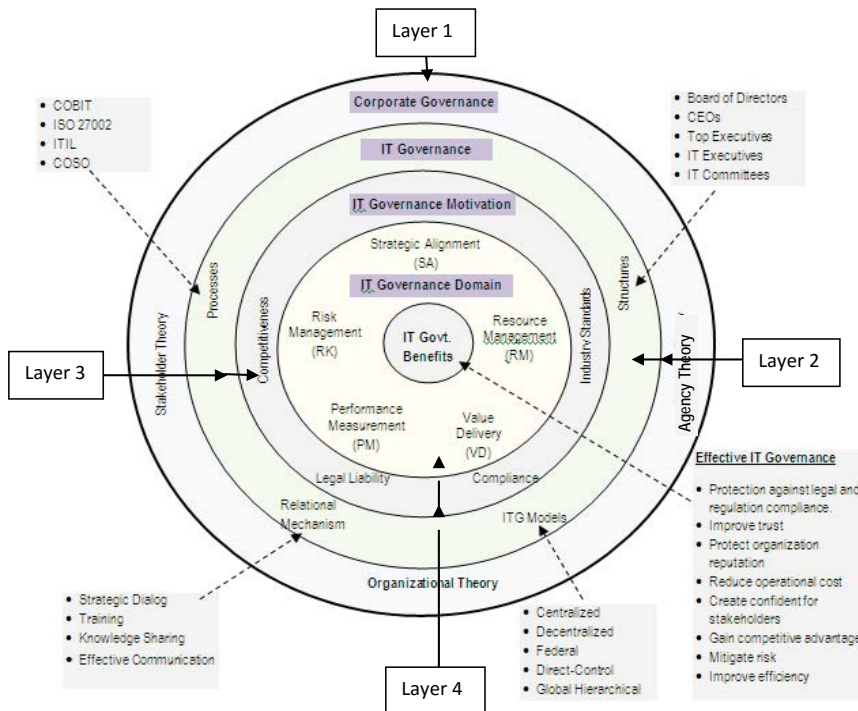 Layer 1
Corporate Governance
• COBIT
• ISO 27002
• ITIL
• COSO
• Board of Directors
• CEOs
• Top Executives
• IT Executives
• IT Committees
IT Governance
IT Governance Motivation
Strategic Alignment
(SA)
IT Governance Domain
Processes
Structures
Stakeholder Theory
Competitiveness
Risk
Management
(RK)
IT Govt.
Benefits
Resource
Management
(RM)
Industry Standards
Agency Theory
Layer 3
Layer 2
Performance
Measurement
(PM)
Value
Delivery
(VD)
Legal Liability
Compliance
Relational
Mechanism
ITG Models
Organizational Theory
Effective IT Governance
• Protection against legal and
regulation compliance.
• Improve trust
• Protect organization
reputation
• Reduce operational cost
• Create confident for
stakeholders
• Gain competitive advantage
• Mitigate risk
• Improve efficiency
• Strategic Dialog
• Training
• Knowledge Sharing
• Effective Communication
Layer 4
• Centralized
• Decentralized
• Federal
• Direct-Control
• Global Hierarchical